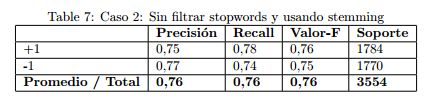 Table 7: Caso 2: Sin filtrar stopwords y usando stemming
Precisión Recall Valor-F Soporte
+1 0,75 0,78 0,76 1784
-1 0,77 0,74 0,75 1770
Promedio / Total 0,76 0,76 0,76 3554